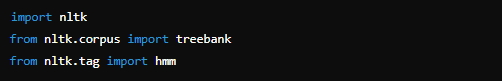 import nltk
from nltk.corpus import treebank
from nltk.tag import hmm